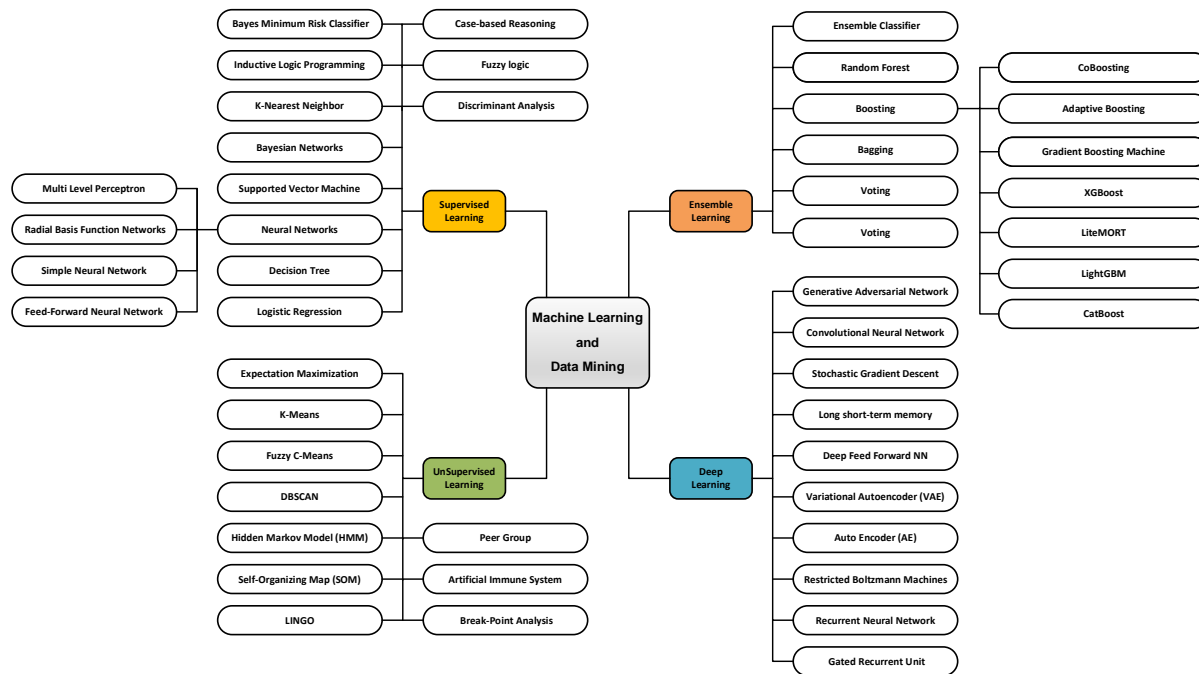 Bayes Minimum Risk Classifier
Case-based Reasoning
Inductive Logic Programming
Fuzzy logic
K-Nearest Neighbor
Discriminant Analysis
Bayesian Networks
Supported Vector Machine
Neural Networks
Decision Tree
Logistic Regression
Multi Level Perceptron
Radial Basis Function Networks
Simple Neural Network
Feed-Forward Neural Network
Supervised
Learning
Ensemble Classifier
Random Forest
Boosting
Bagging
Voting
Voting
Ensemble
Learning
CoBoosting
Adaptive Boosting
Gradient Boosting Machine
XGBoost
LiteMORT
LightGBM
CatBoost
Machine Learning
and
Data Mining
Expectation Maximization
K-Means
Fuzzy C-Means
DBSCAN
Hidden Markov Model (HMM)
Peer Group
Self-Organizing Map (SOM)
Artificial Immune System
LINGO
Break-Point Analysis
UnSupervised
Learning
Deep
Learning
Generative Adversarial Network
Convolutional Neural Network
Stochastic Gradient Descent
Long short-term memory
Deep Feed Forward NN
Variational Autoencoder (VAE)
Auto Encoder (AE)
Restricted Boltzmann Machines
Recurrent Neural Network
Gated Recurrent Unit